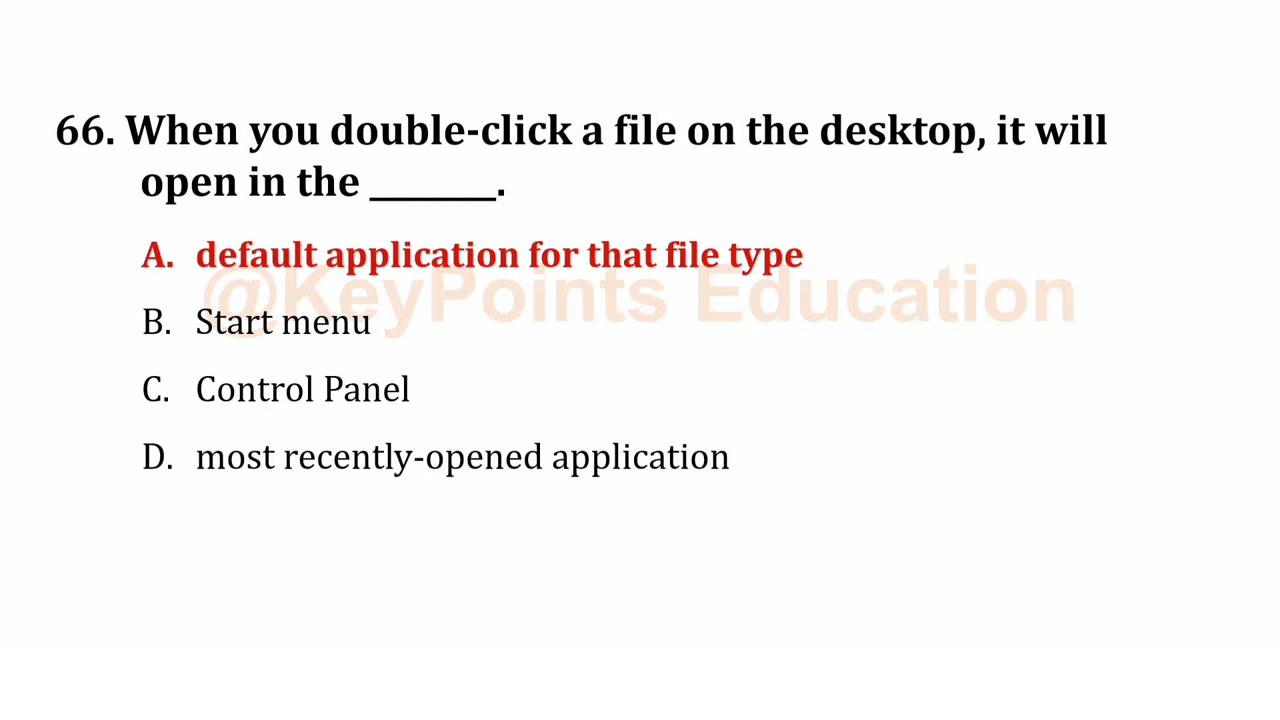 66. When you double-click a file on the desktop, it will
open in the _______.
A. default application for that file type
@KeyPoints Education
B. Start menu
C. Control Panel
D. most recently-opened application